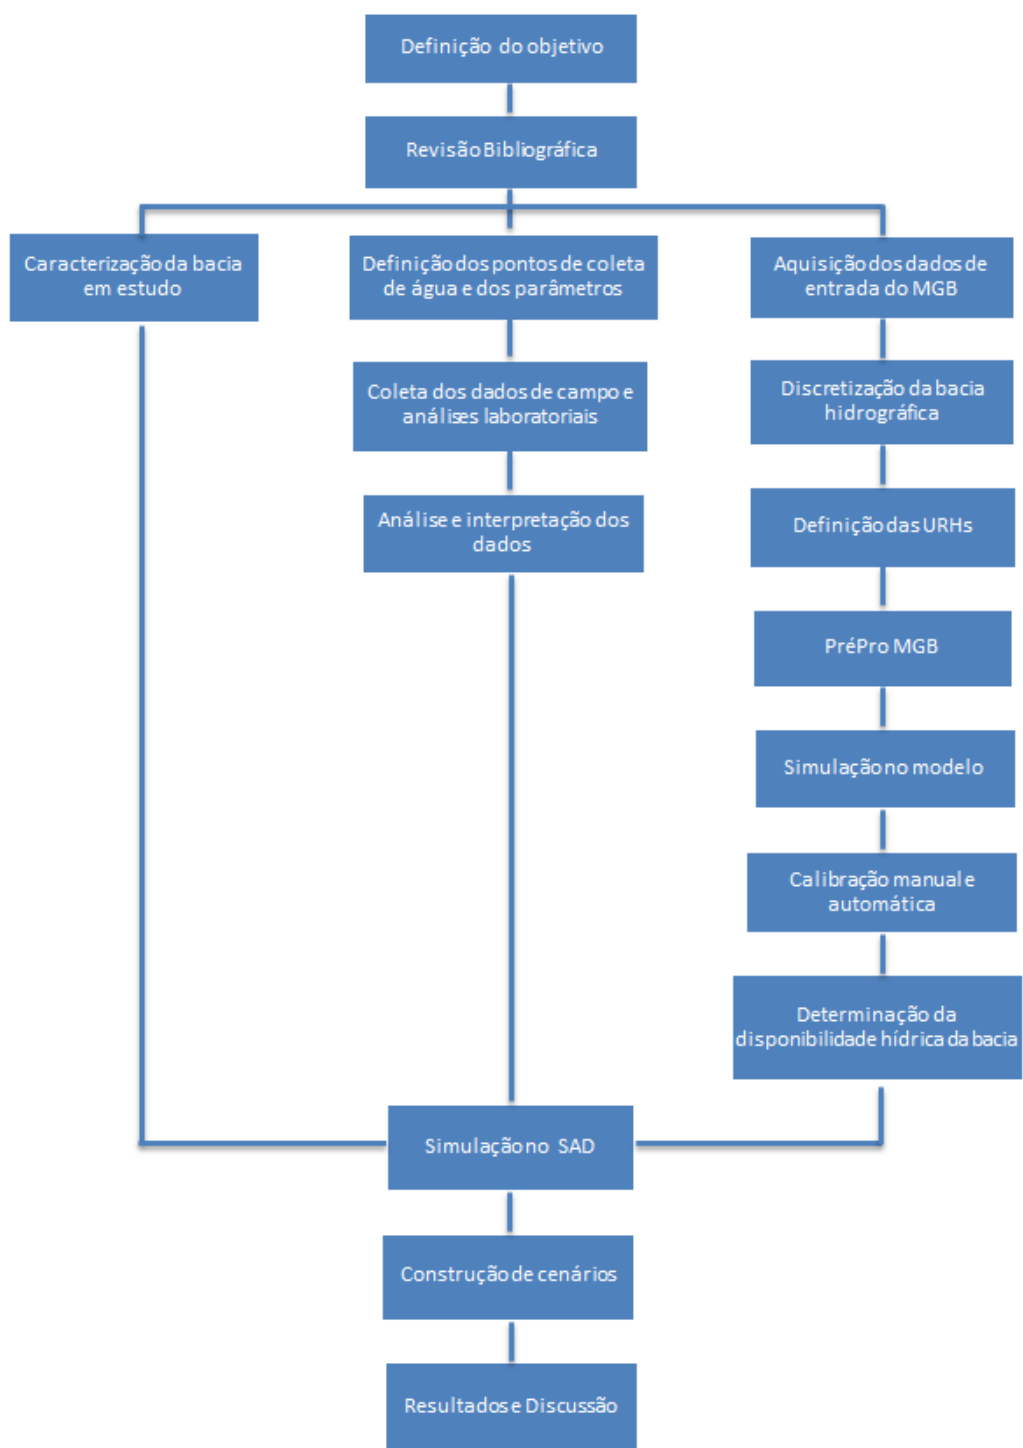 Definição do objetivo
Revisão Bibliográfica
Caracterização da bacia
em estudo
Definição dos pontos de coleta
de água e dos parâmetros
Aquisição dos dados de
entrada do MGB
Coleta dos dados de campo e
análises laboratoriais
Discretização da bacia
hidrográfica
Análise e interpretação dos
dados
Definição das URHs
PréPro MGB
Simulação no modelo
Calibração manual e
automática
Determinação da
disponibilidade hídrica da bacia
Simulação no SAD
Construção de cenários
Resultados e Discussão